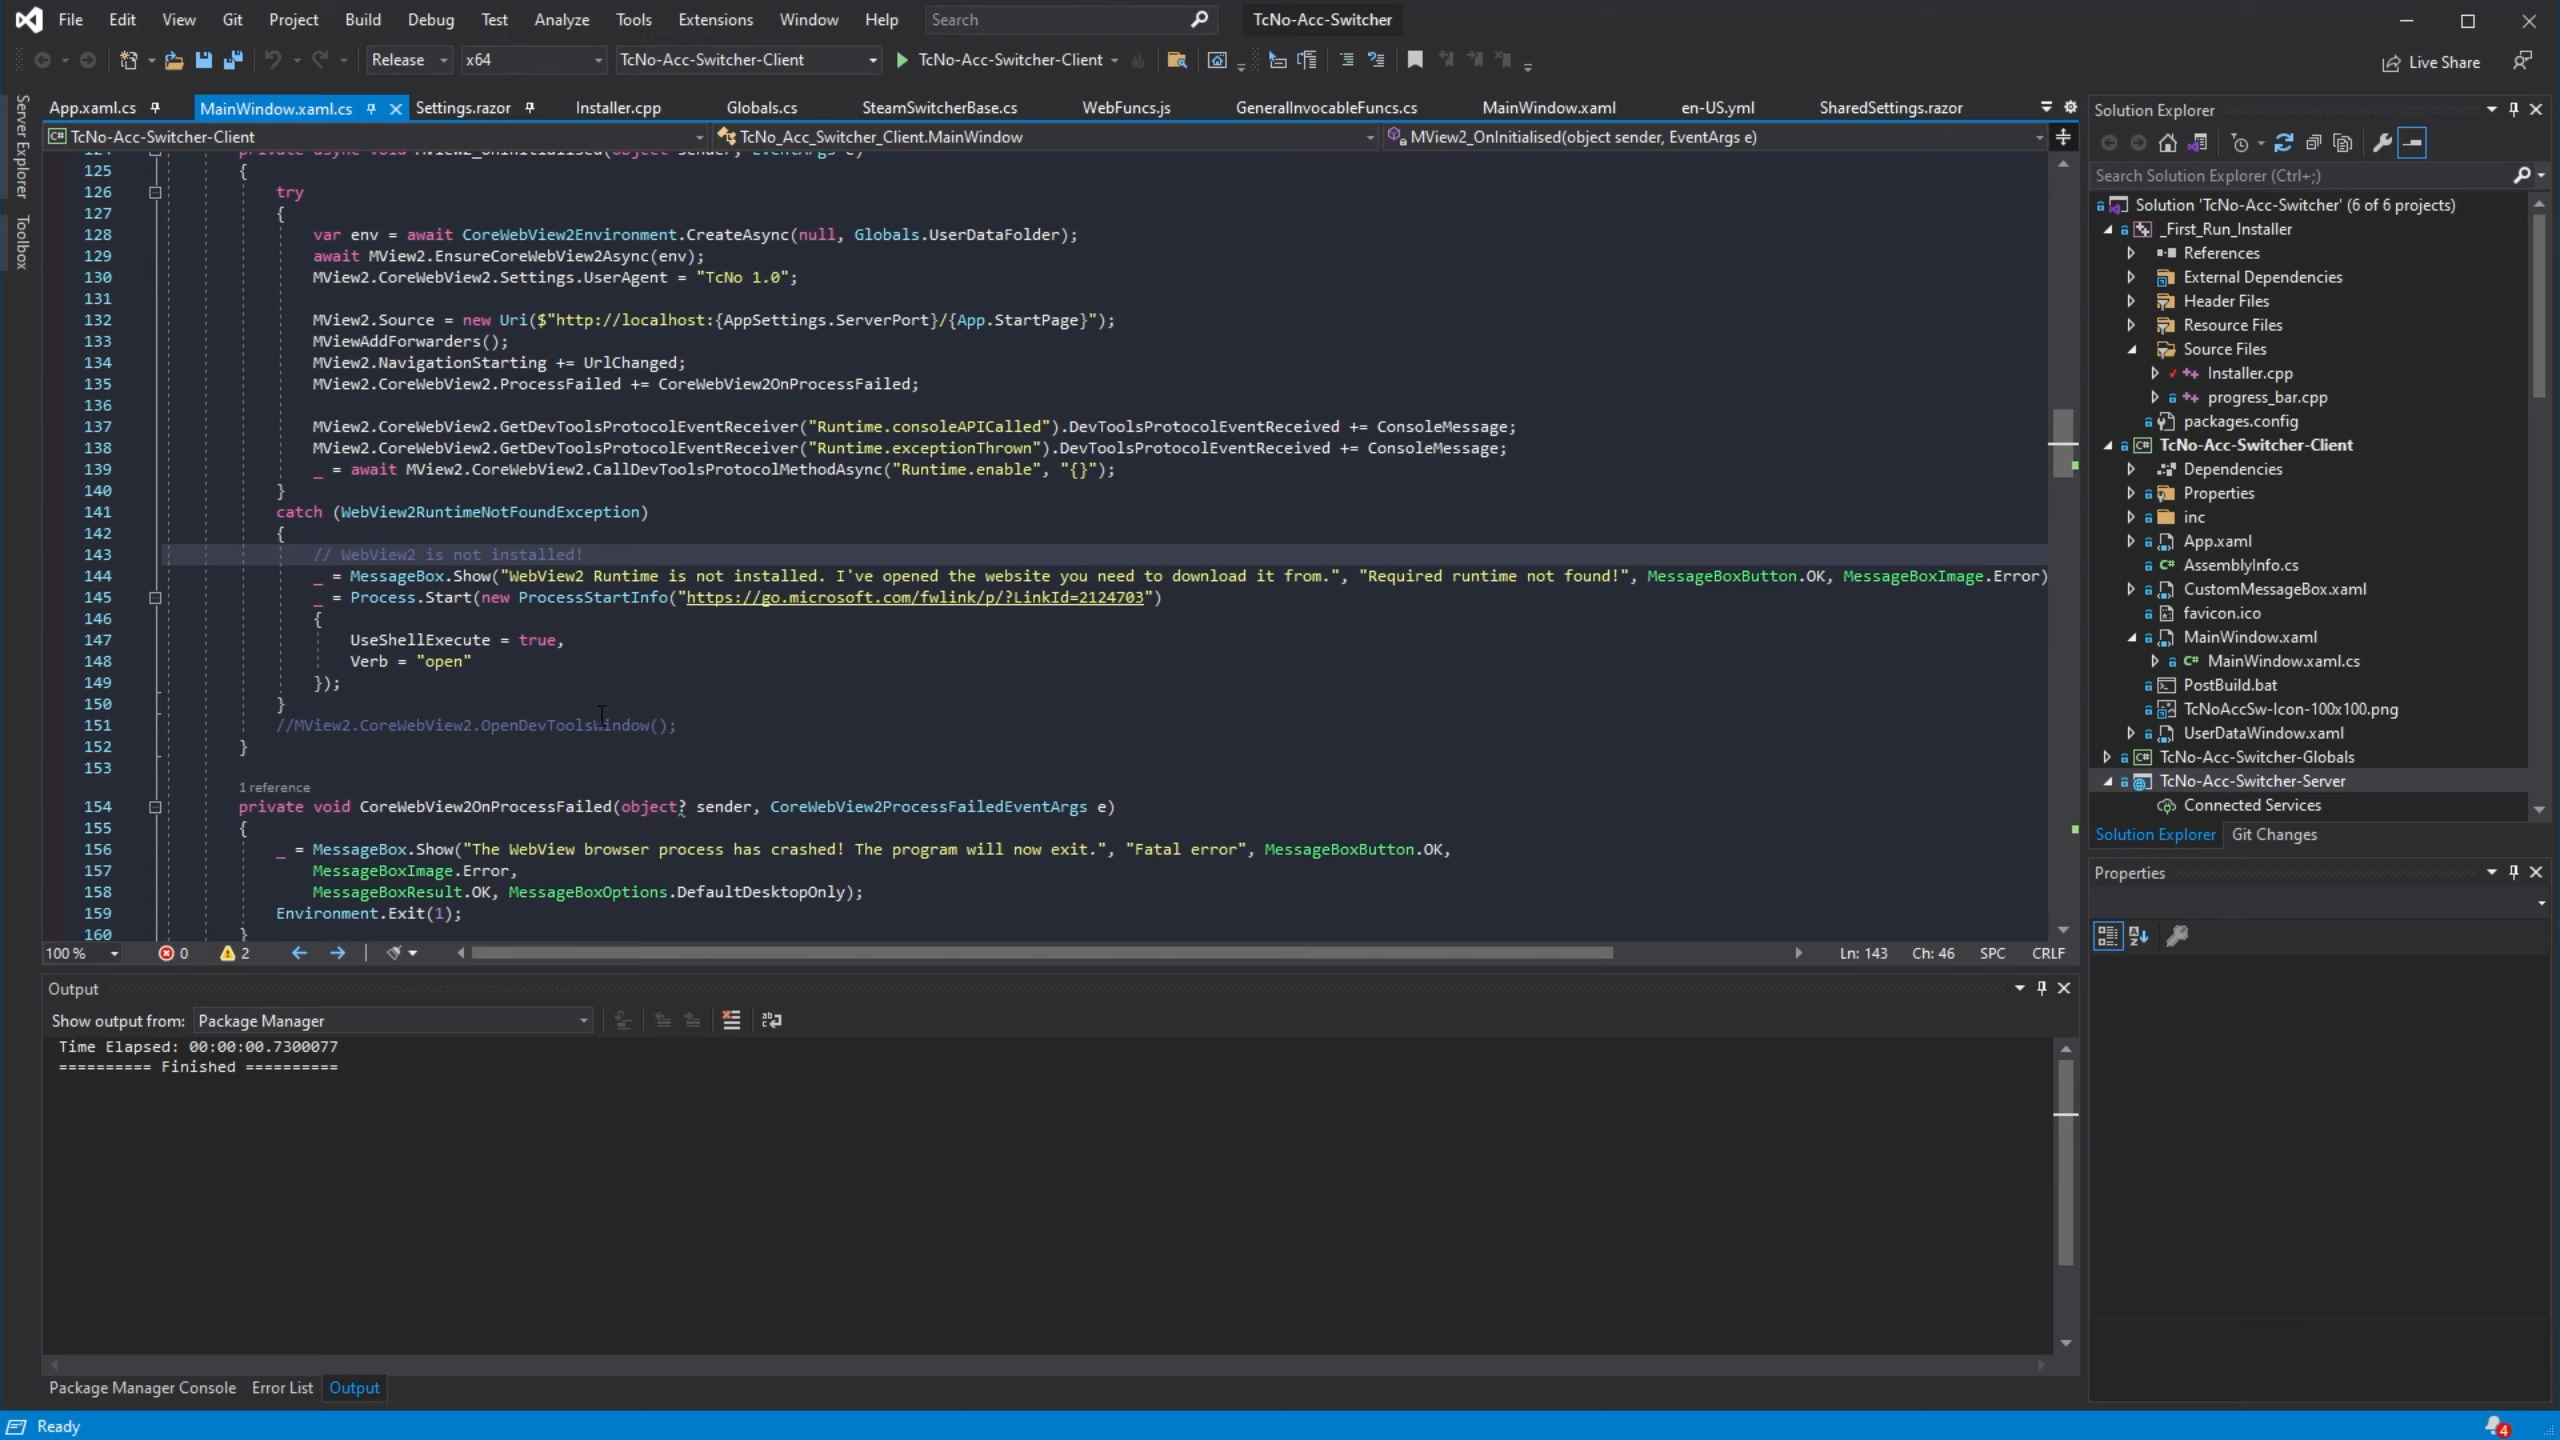 File Edit View Git Project Build Debug Test Analyze Tools Extensions Window Help Search TcNo-Acc-Switcher
Release x64 TcNo-Acc-Switcher-Client TcNo-Acc-Switcher-Client Live Share
Server Explorer
Toolbox
App.xaml.cs MainWindow.xaml.cs Settings.razor Installer.cpp Globals.cs SteamSwitcherBase.cs WebFuncs.js GeneralInvocableFuncs.cs MainWindow.xaml en-US.yml SharedSettings.razor
TcNo-Acc-Switcher-Client TcNo_Acc_Switcher_Client.MainWindow MView2_OnInitialised(object sender, EventArgs e)
124 private async void MView2_OnInitialised(object sender, EventArgs e)
125 {
126 try
127 {
128 var env = await CoreWebView2Environment.CreateAsync(null, Globals.UserDataFolder);
129 await MView2.EnsureCoreWebView2Async(env);
130 MView2.CoreWebView2.Settings.UserAgent = "TcNo 1.0";
131
132 MView2.Source = new Uri($"http://localhost:{AppSettings.ServerPort}/{App.StartPage}");
133 MViewAddForwarders();
134 MView2.NavigationStarting += UrlChanged;
135 MView2.CoreWebView2.ProcessFailed += CoreWebView2OnProcessFailed;
136
137 MView2.CoreWebView2.GetDevToolsProtocolEventReceiver("Runtime.consoleAPICalled").DevToolsProtocolEventReceived += ConsoleMessage;
138 MView2.CoreWebView2.GetDevToolsProtocolEventReceiver("Runtime.exceptionThrown").DevToolsProtocolEventReceived += ConsoleMessage;
139 _ = await MView2.CoreWebView2.CallDevToolsProtocolMethodAsync("Runtime.enable", "{}");
140 }
141 catch (WebView2RuntimeNotFoundException)
142 {
143 // WebView2 is not installed!
144 _ = MessageBox.Show("WebView2 Runtime is not installed. I've opened the website you need to download it from.", "Required runtime not found!", MessageBoxButton.OK, MessageBoxImage.Error)
145 _ = Process.Start(new ProcessStartInfo("https://go.microsoft.com/fwlink/p/?LinkId=2124703")
146 {
147 UseShellExecute = true,
148 Verb = "open"
149 });
150 }
151 //MView2.CoreWebView2.OpenDevToolsWindow();
152 }
153
1 reference
154 private void CoreWebView2OnProcessFailed(object? sender, CoreWebView2ProcessFailedEventArgs e)
155 {
156 _ = MessageBox.Show("The WebView browser process has crashed! The program will now exit.", "Fatal error", MessageBoxButton.OK,
157 MessageBoxImage.Error,
158 MessageBoxResult.OK, MessageBoxOptions.DefaultDesktopOnly);
159 Environment.Exit(1);
160 }
100 % 0 2 Ln: 143 Ch: 46 SPC CRLF
Output
Show output from: Package Manager
Time Elapsed: 00:00:00.7300077
========== Finished ==========
Package Manager Console Error List Output
Solution Explorer
Search Solution Explorer (Ctrl+;)
Solution 'TcNo-Acc-Switcher' (6 of 6 projects)
_First_Run_Installer
References
External Dependencies
Header Files
Resource Files
Source Files
Installer.cpp
progress_bar.cpp
packages.config
TcNo-Acc-Switcher-Client
Dependencies
Properties
inc
App.xaml
AssemblyInfo.cs
CustomMessageBox.xaml
favicon.ico
MainWindow.xaml
MainWindow.xaml.cs
PostBuild.bat
TcNoAccSw-Icon-100x100.png
UserDataWindow.xaml
TcNo-Acc-Switcher-Globals
TcNo-Acc-Switcher-Server
Connected Services
Solution Explorer Git Changes
Properties
Ready 4